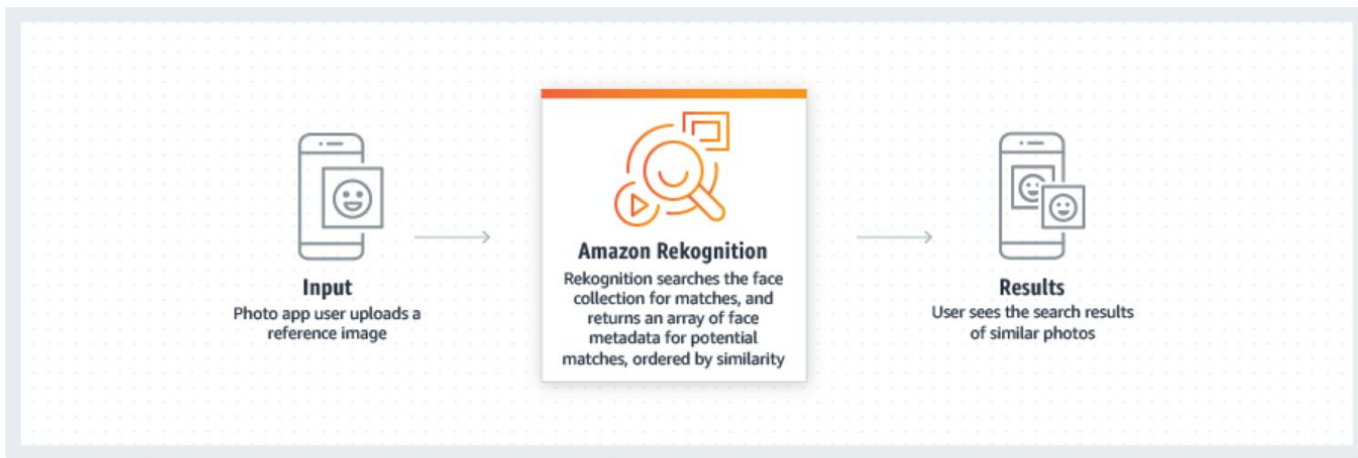 Input
Photo app user uploads a
reference image
Amazon Rekognition
Rekognition searches the face
collection for matches, and
returns an array of face
metadata for potential
matches, ordered by similarity
Results
User sees the search results
of similar photos